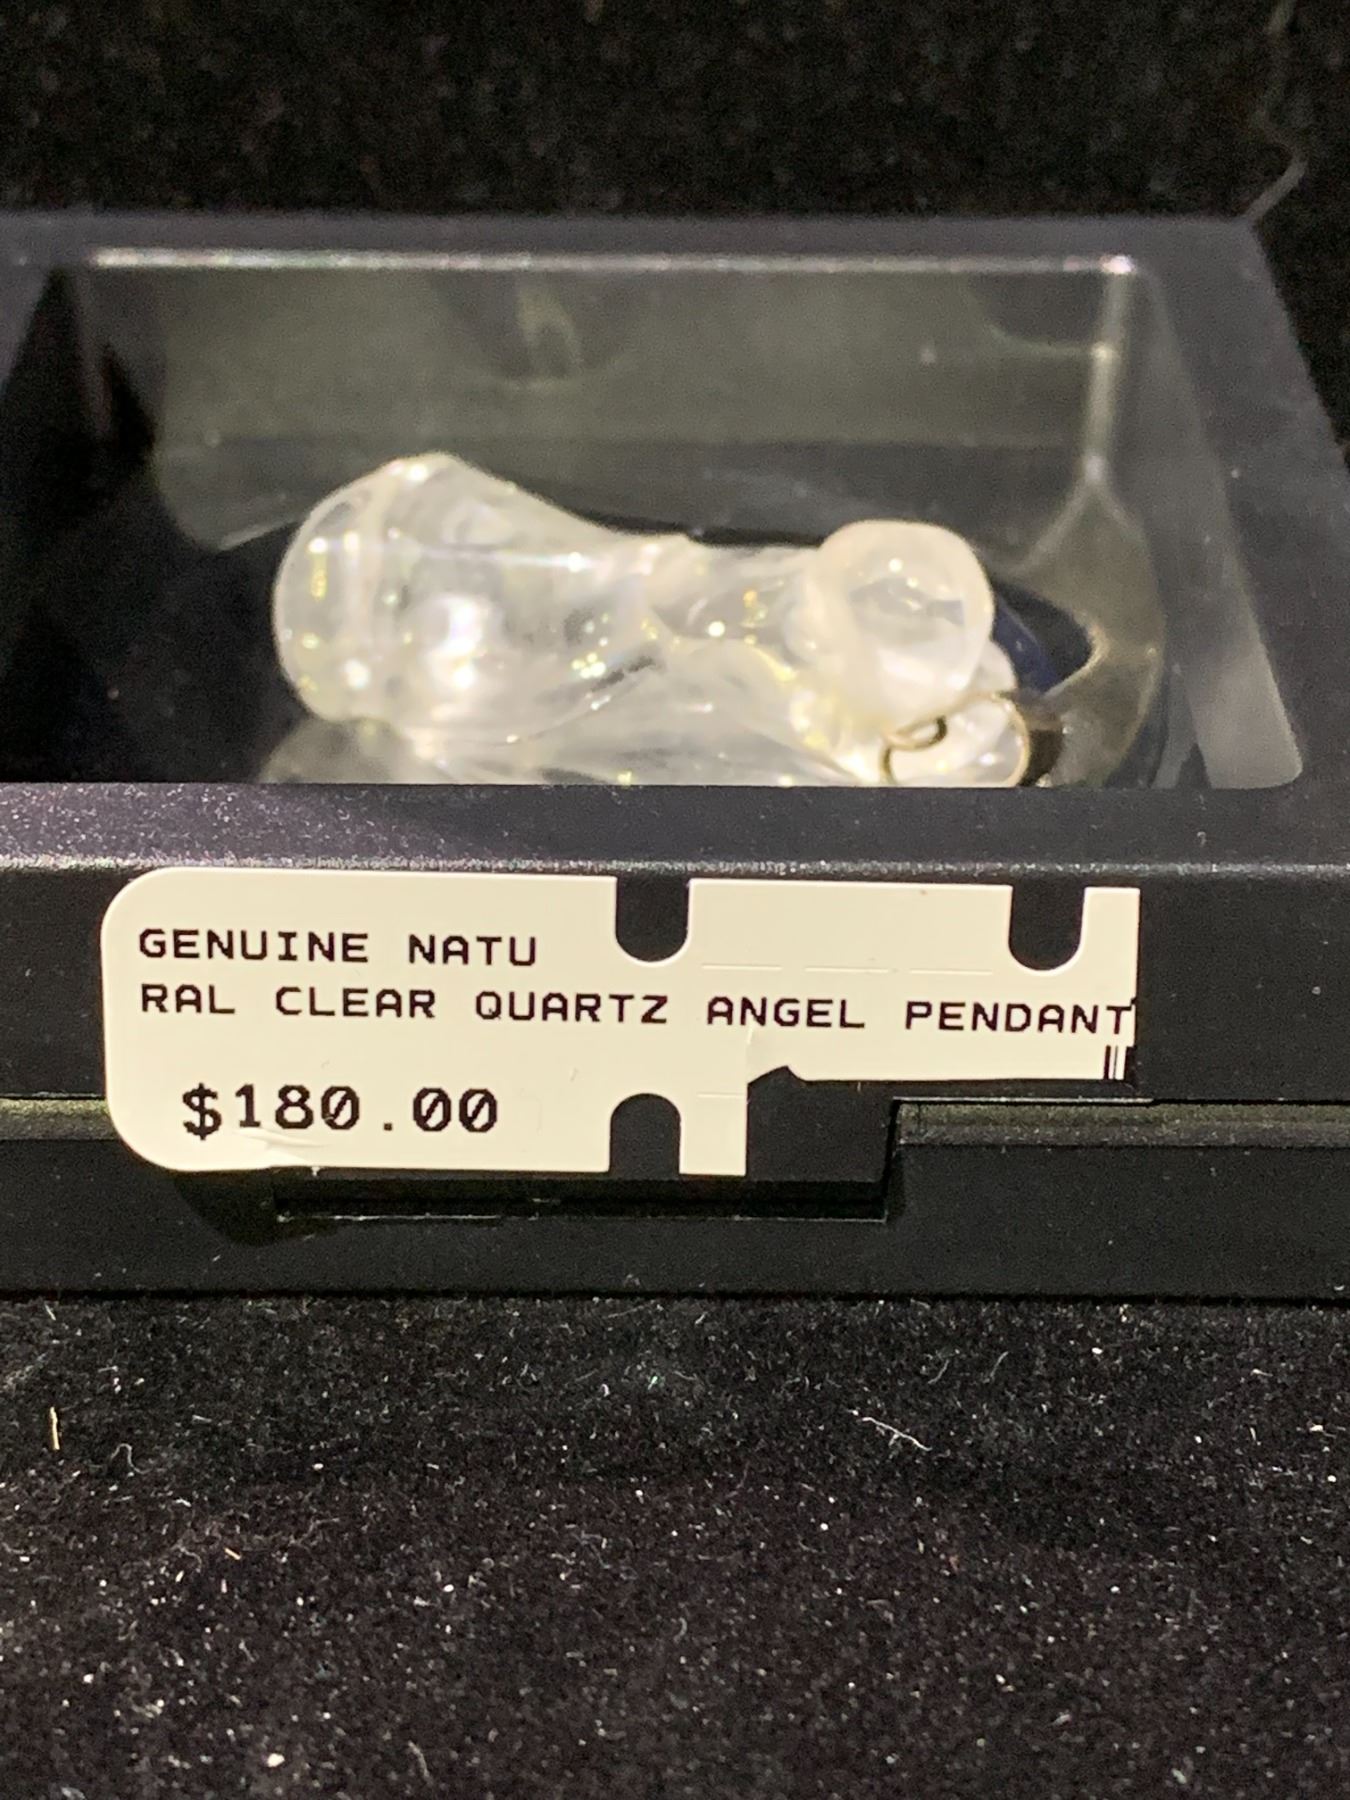 GENUINE NATU
RAL CLEAR QUARTZ ANGEL PENDANT
$180.00